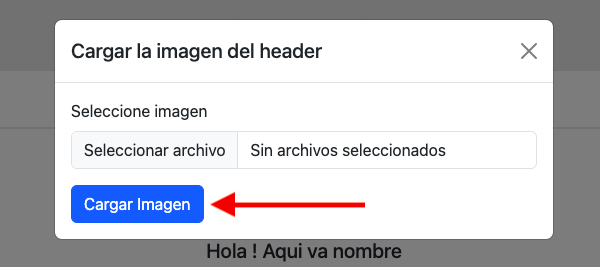 Cargar la imagen del header
Seleccione imagen
Seleccionar archivo Sin archivos seleccionados
Cargar Imagen
Hola ! Aqui va nombre